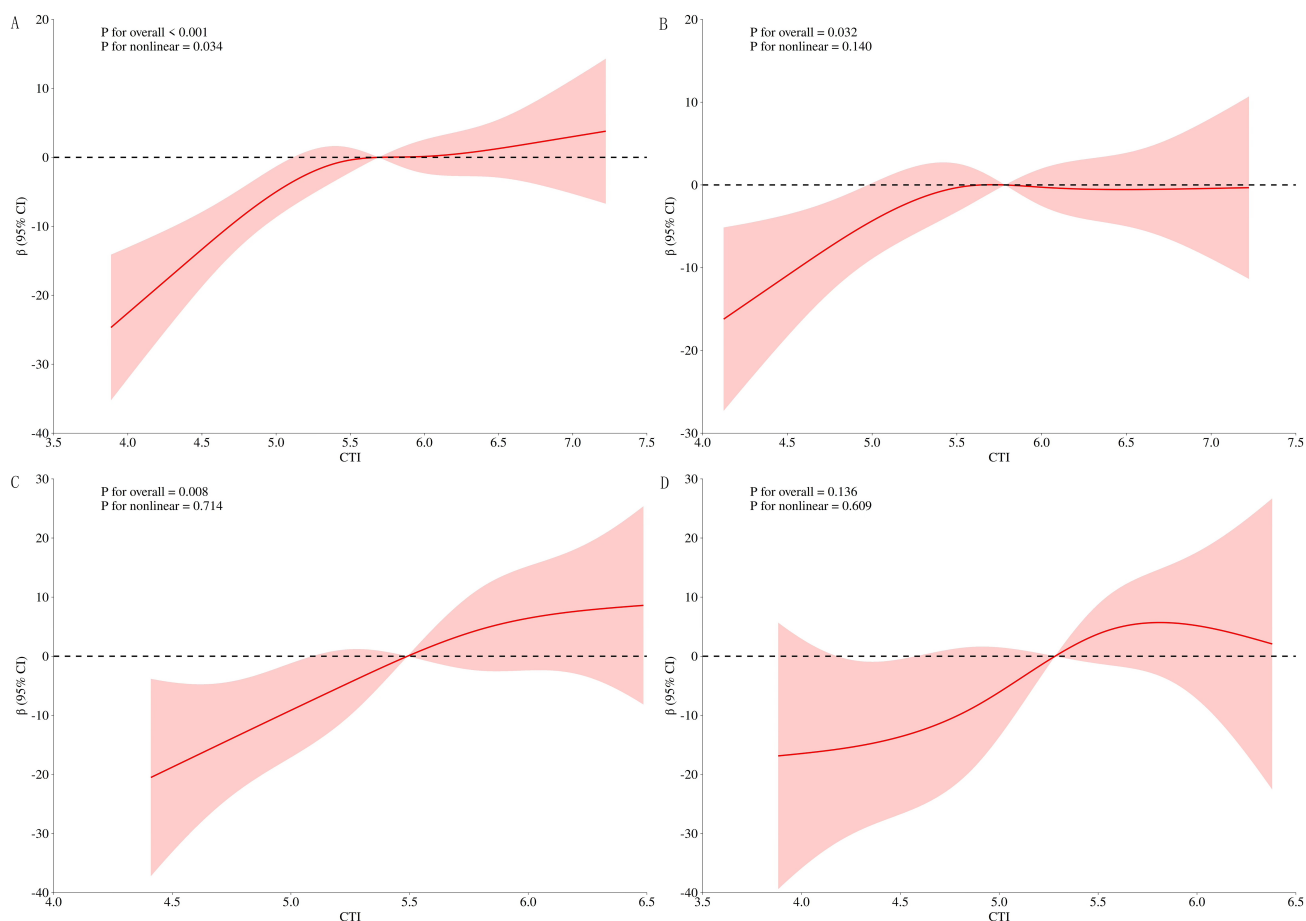 A
P for overall < 0.001
P for nonlinear = 0.034
20
10
0
-10
-20
-30
-40
β (95% CI)
3.5 4.0 4.5 5.0 5.5 6.0 6.5 7.0 7.5
CTI
B
P for overall = 0.032
P for nonlinear = 0.140
20
10
0
-10
-20
-30
β (95% CI)
4.0 4.5 5.0 5.5 6.0 6.5 7.0 7.5
CTI
C
P for overall = 0.008
P for nonlinear = 0.714
30
20
10
0
-10
-20
-30
-40
β (95% CI)
4.0 4.5 5.0 5.5 6.0 6.5
CTI
D
P for overall = 0.136
P for nonlinear = 0.609
30
20
10
0
-10
-20
-30
-40
β (95% CI)
3.5 4.0 4.5 5.0 5.5 6.0 6.5
CTI